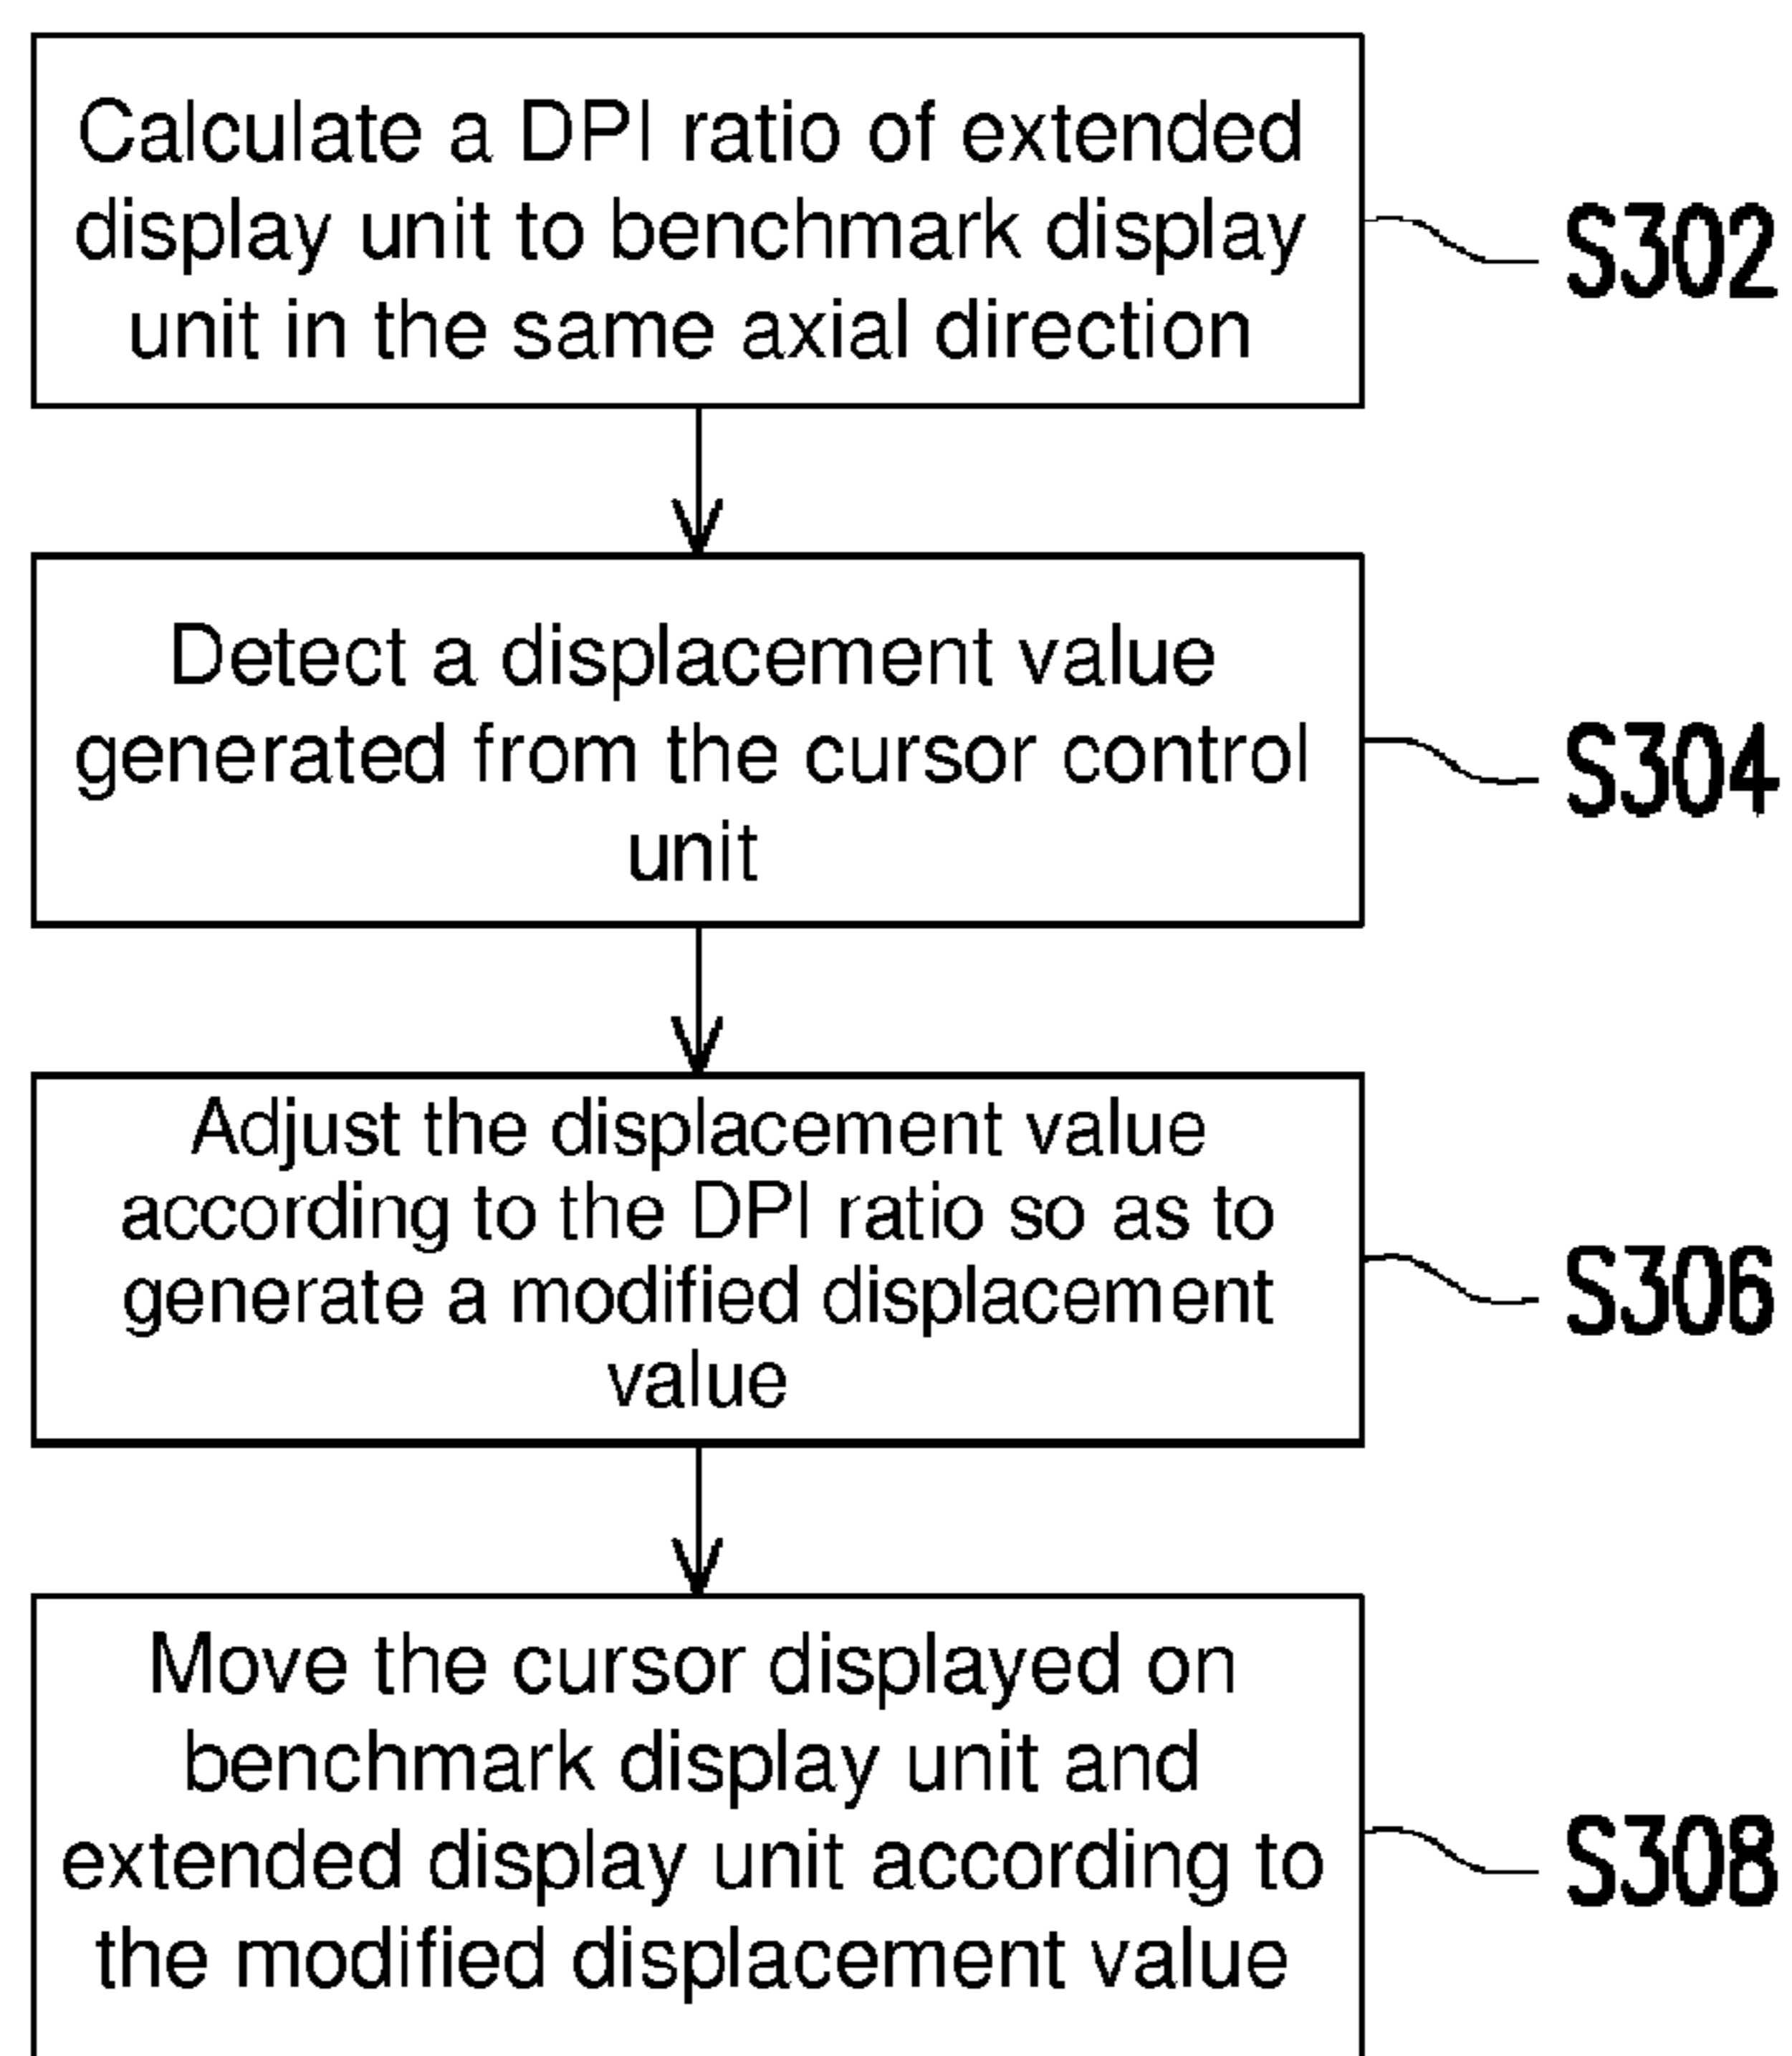 Calculate a DPI ratio of extended
display unit to benchmark display
unit in the same axial direction
S302
Detect a displacement value
generated from the cursor control
unit
S304
Adjust the displacement value
according to the DPI ratio so as to
generate a modified displacement
value
S306
Move the cursor displayed on
benchmark display unit and
extended display unit according to
the modified displacement value
S308